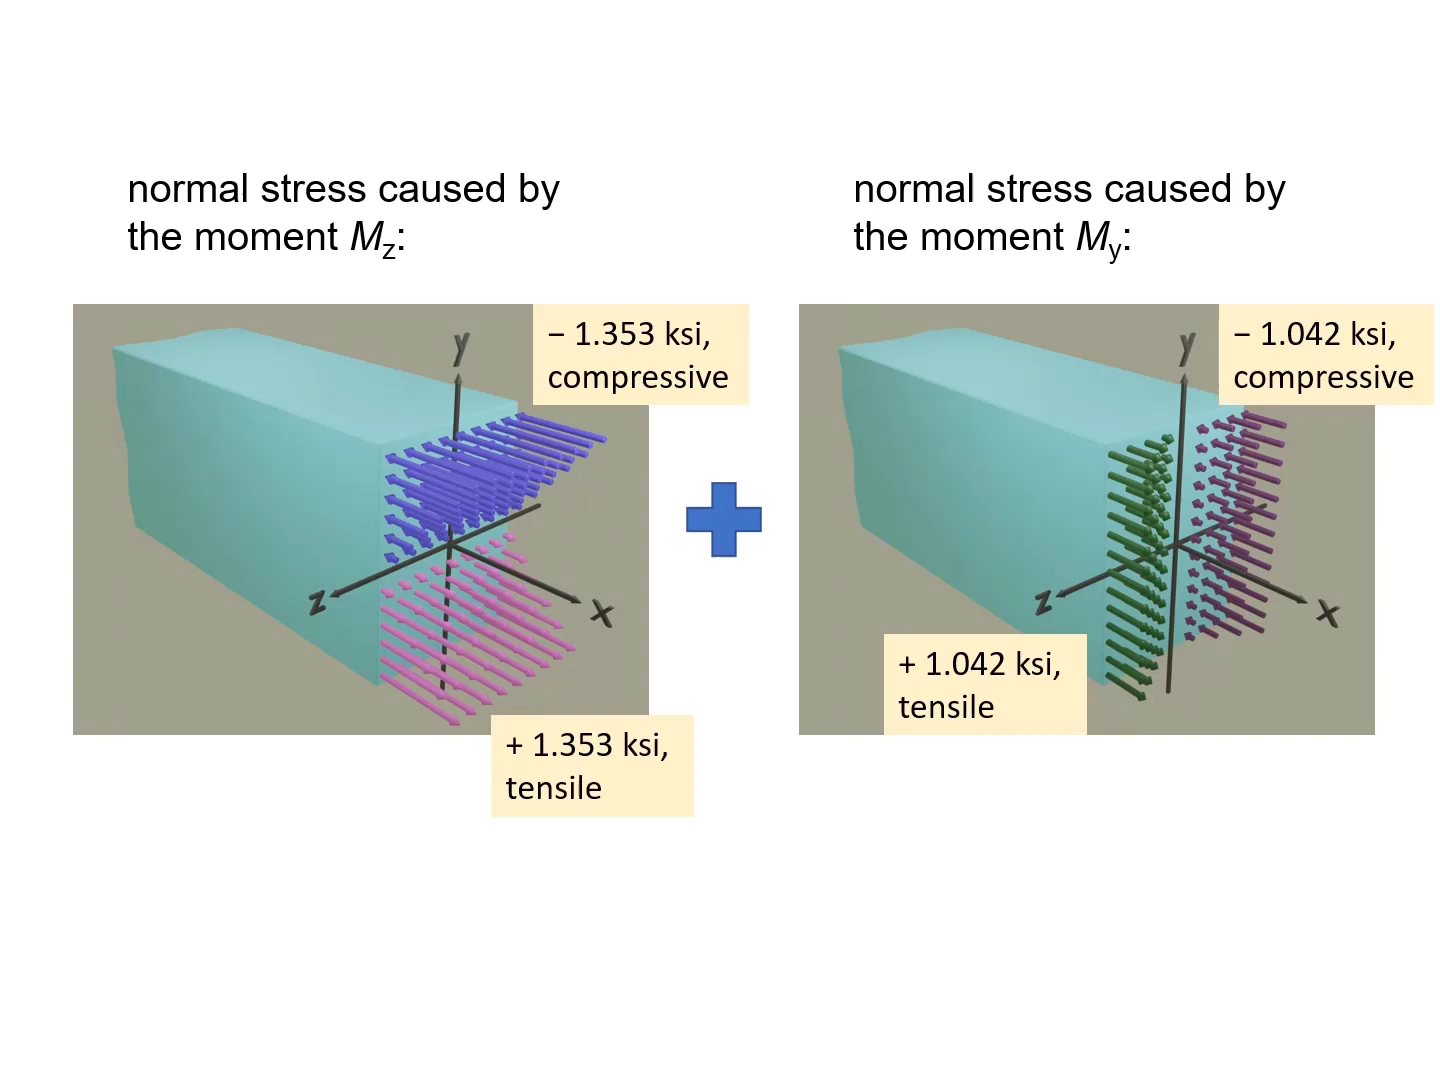 normal stress caused by
the moment Mz:
normal stress caused by
the moment My:
− 1.353 ksi,
compressive
y
z
x
+ 1.353 ksi,
tensile
− 1.042 ksi,
compressive
y
z
x
+ 1.042 ksi,
tensile